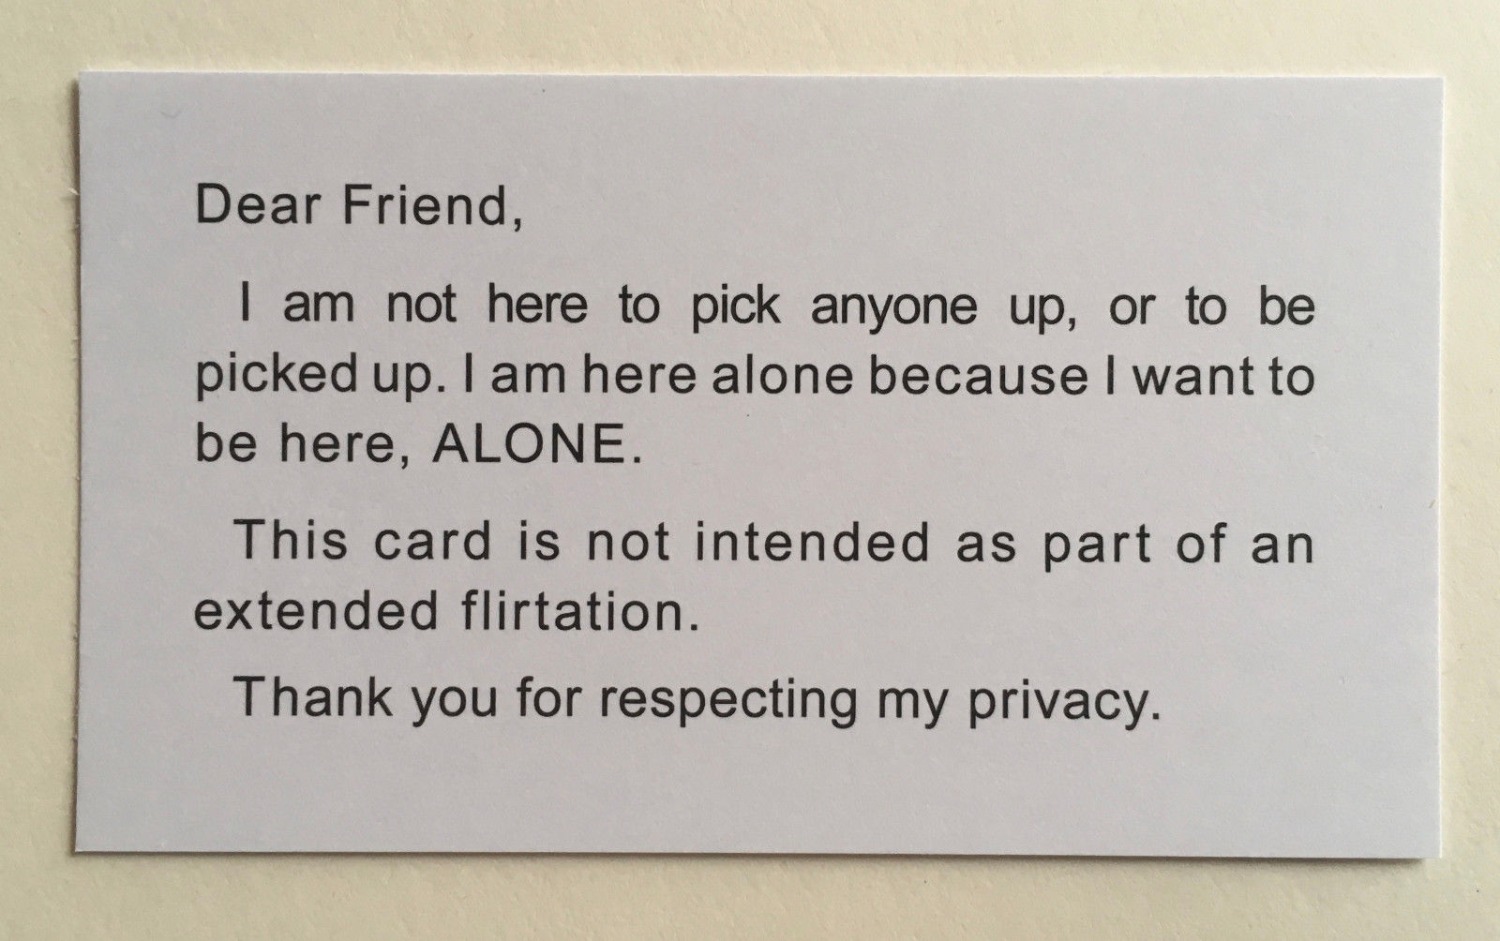 Dear Friend,
I am not here to pick anyone up, or to be
picked up. I am here alone because I want to
be here, ALONE.
This card is not intended as part of an
extended flirtation.
Thank you for respecting my privacy.